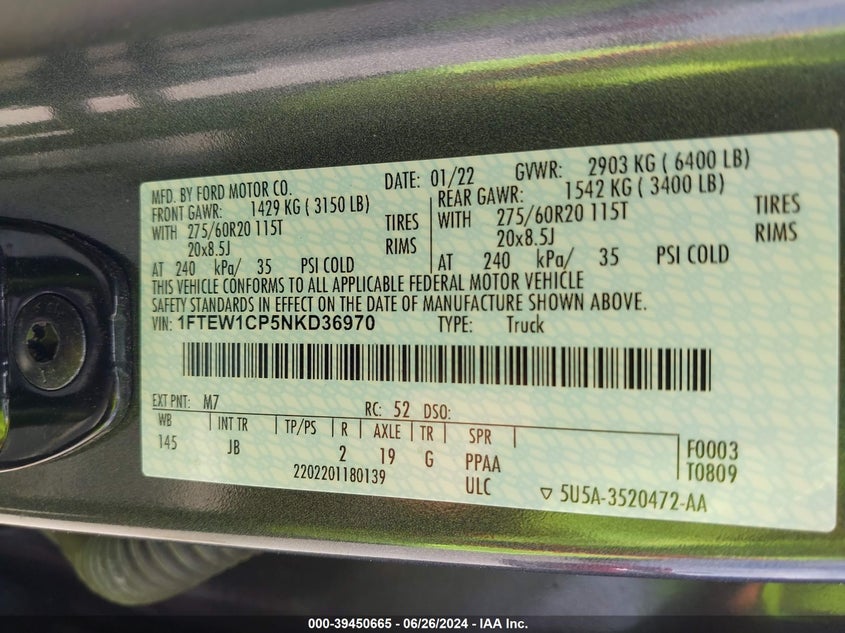 MFD. BY FORD MOTOR CO. DATE: 01/22 GVWR: 2903 KG ( 6400 LB)
FRONT GAWR: 1429 KG ( 3150 LB) REAR GAWR: 1542 KG ( 3400 LB)
WITH 275/60R20 115T TIRES WITH 275/60R20 115T TIRES
20x8.5J RIMS 20x8.5J RIMS
AT 240 kPa/ 35 PSI COLD AT 240 kPa/ 35 PSI COLD
THIS VEHICLE CONFORMS TO ALL APPLICABLE FEDERAL MOTOR VEHICLE
SAFETY STANDARDS IN EFFECT ON THE DATE OF MANUFACTURE SHOWN ABOVE.
VIN: 1FTEW1CP5NKD36970 TYPE: Truck
EXT PNT: M7 RC: 52 DSO:
WB INT TR TP/PS R AXLE TR SPR
145 JB 2 19 G PPAA
F0003
T0809
2202201180139 ULC
5U5A-3520472-AA
000-39450665 - 06/26/2024 - IAA Inc.